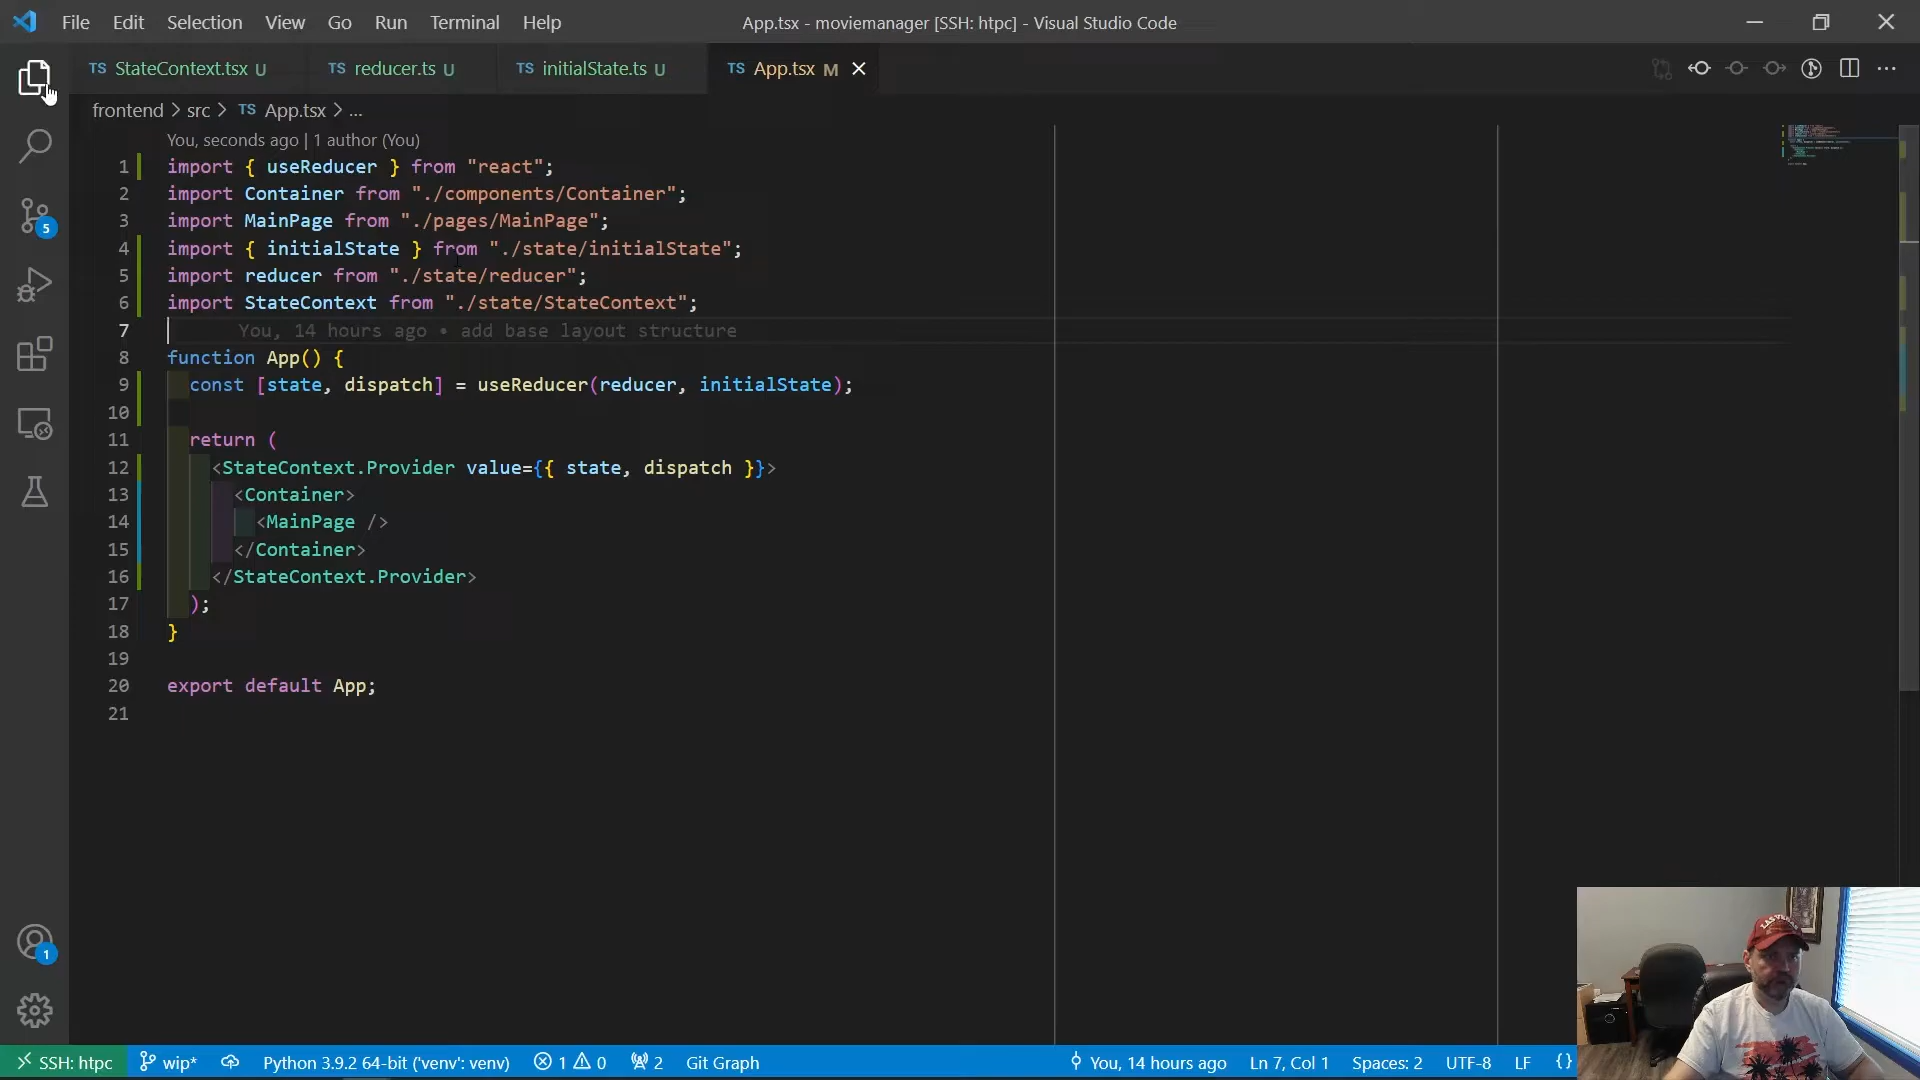 File Edit Selection View Go Run Terminal Help
App.tsx - moviemanager [SSH: htpc] - Visual Studio Code
TS StateContext.tsx U
TS reducer.ts U
TS initialState.ts U
TS App.tsx M
frontend > src > TS App.tsx > ...
You, seconds ago | 1 author (You)
1 import { useReducer } from "react";
2 import Container from "./components/Container";
3 import MainPage from "./pages/MainPage";
4 import { initialState } from "./state/initialState";
5 import reducer from "./state/reducer";
6 import StateContext from "./state/StateContext";
7 You, 14 hours ago • add base layout structure
8 function App() {
9 const [state, dispatch] = useReducer(reducer, initialState);
10
11 return (
12 <StateContext.Provider value={{ state, dispatch }}>
13 <Container>
14 <MainPage />
15 </Container>
16 </StateContext.Provider>
17 );
18 }
19
20 export default App;
21
5
1
SSH: htpc wip* Python 3.9.2 64-bit ('venv': venv) 1 0 2 Git Graph You, 14 hours ago Ln 7, Col 1 Spaces: 2 UTF-8 LF {}